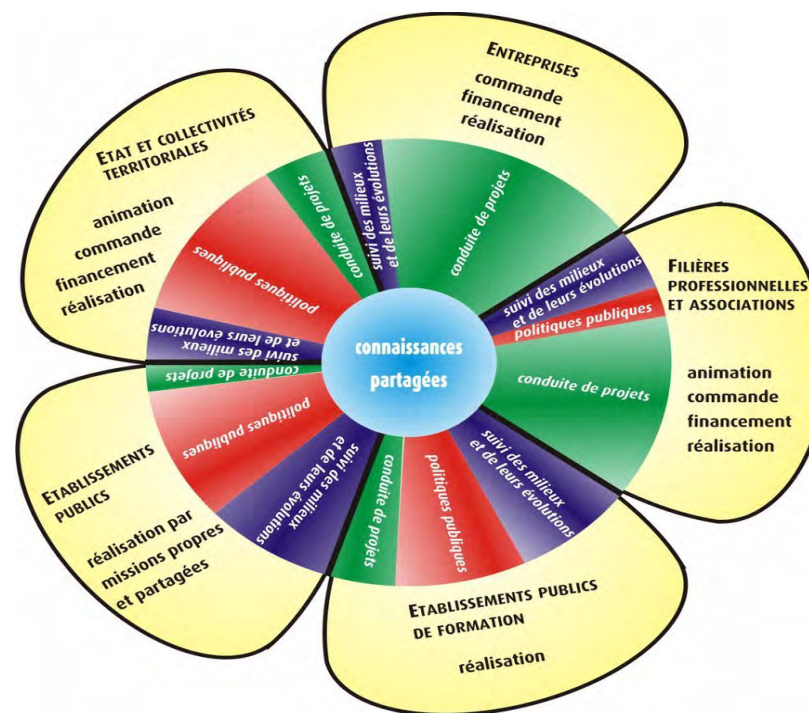 ENTREPRISES
commande
financement
réalisation
suivi des milieux
et de leurs évolutions
conduite de projets
FILIÈRES
PROFESSIONNELLES
ET ASSOCIATIONS
animation
commande
financement
réalisation
suivi des milieux
et de leurs évolutions
politiques publiques
conduite de projets
ETABLISSEMENTS PUBLICS
DE FORMATION
réalisation
suivi des milieux
et de leurs évolutions
politiques publiques
conduite de projets
ETABLISSEMENTS
PUBLICS
réalisation par
missions propres
et partagées
suivi des milieux
et de leurs évolutions
politiques publiques
conduite de projets
ETAT ET COLLECTIVITÉS
TERRITORIALES
animation
commande
financement
réalisation
suivi des milieux
et de leurs évolutions
politiques publiques
conduite de projets
connaissances
partagées